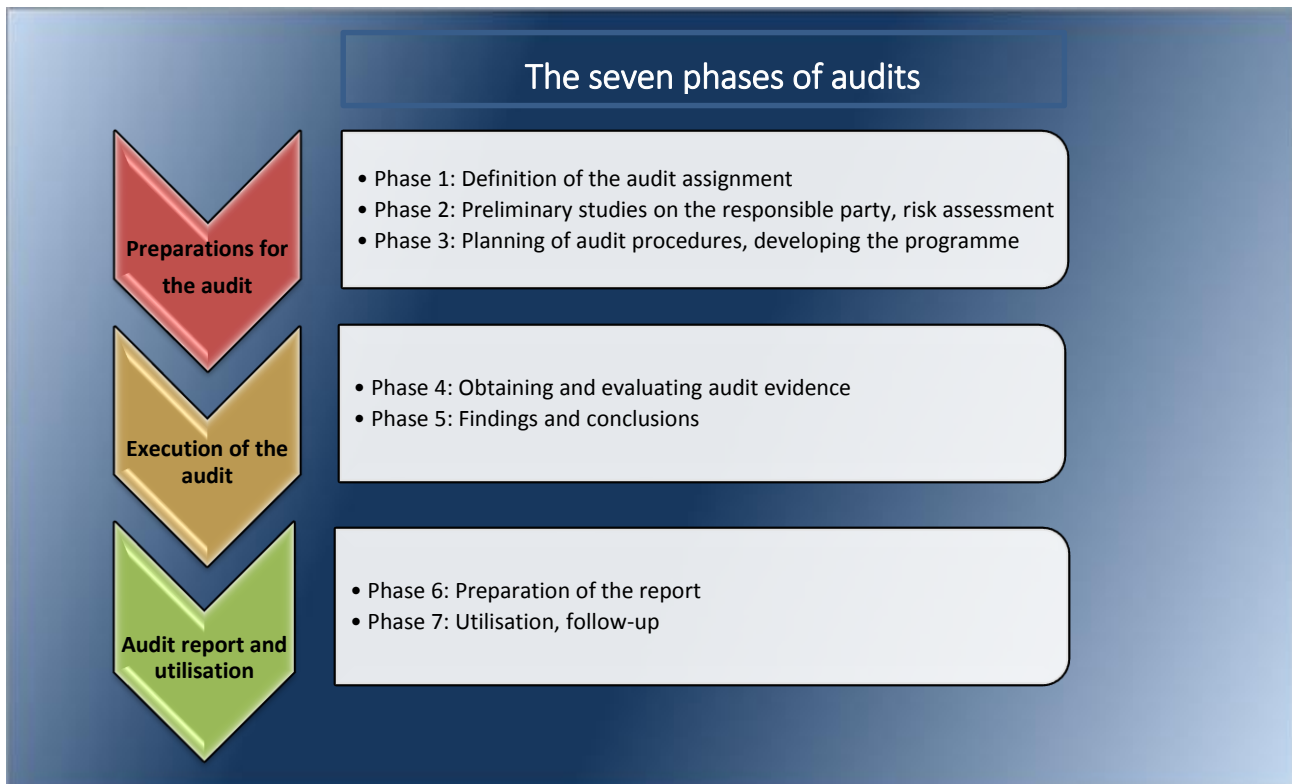 The seven phases of audits
Preparations for
the audit
• Phase 1: Definition of the audit assignment
• Phase 2: Preliminary studies on the responsible party, risk assessment
• Phase 3: Planning of audit procedures, developing the programme
Execution of the
audit
• Phase 4: Obtaining and evaluating audit evidence
• Phase 5: Findings and conclusions
Audit report and
utilisation
• Phase 6: Preparation of the report
• Phase 7: Utilisation, follow-up